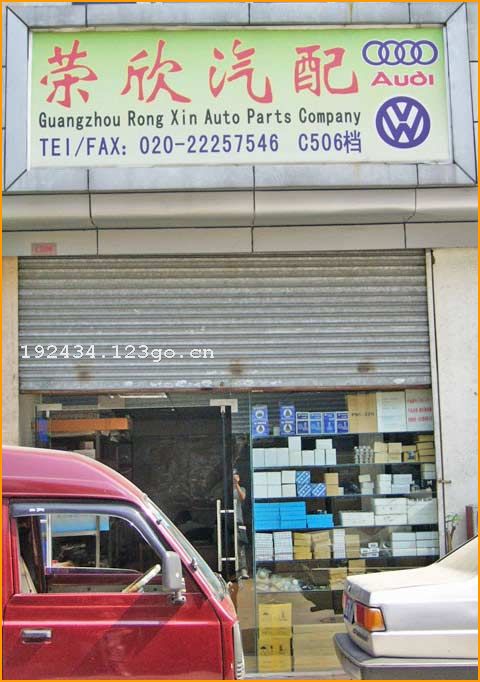 荣欣汽配
Audi
Guangzhou Rong Xin Auto Parts Company
TEl/FAX: 020-22257546 C506档
192434.123go.cn